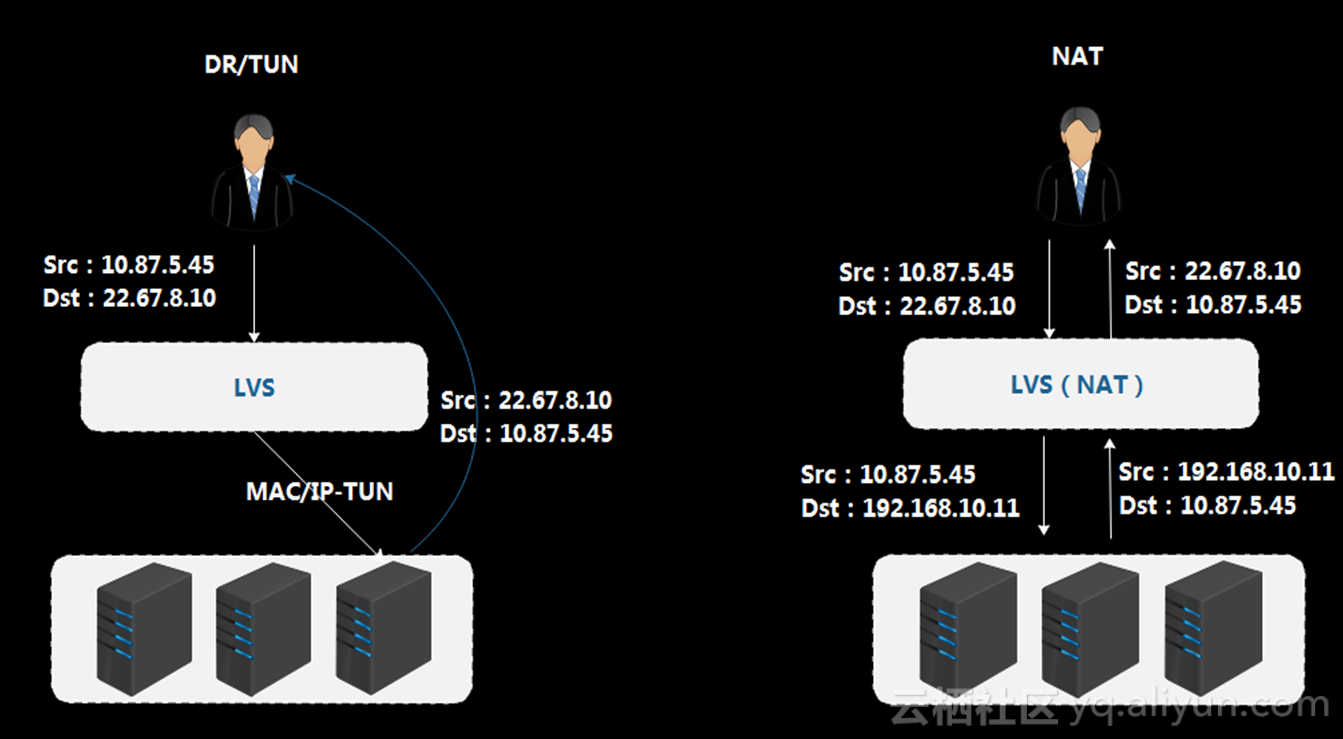 DR/TUN
Src：10.87.5.45
Dst：22.67.8.10
LVS
Src：22.67.8.10
Dst：10.87.5.45
MAC/IP-TUN
NAT
Src：10.87.5.45
Dst：22.67.8.10
Src：22.67.8.10
Dst：10.87.5.45
LVS（NAT）
Src：10.87.5.45
Dst：192.168.10.11
Src：192.168.10.11
Dst：10.87.5.45
云栖社区 yq.aliyun.com